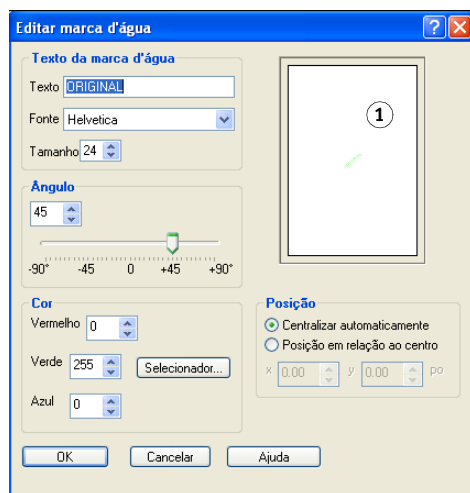 Editar marca d'água
Texto da marca d'água
Texto ORIGINAL
Fonte Helvetica
Tamanho 24
1
Ângulo
45
-90° -45 0 +45 +90°
Cor
Vermelho 0
Verde 255 Selecionador...
Azul 0
Posição
Centralizar automaticamente
Posição em relação ao centro
x 0.00 y 0.00 po
OK Cancelar Ajuda